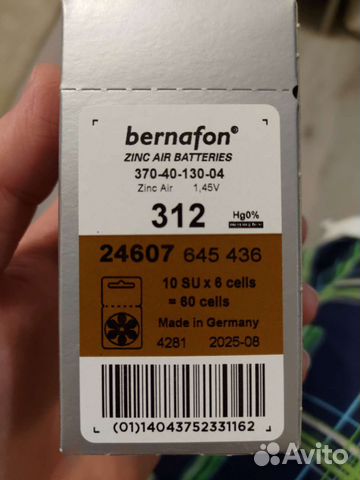 bernafon®
ZINC AIR BATTERIES
370-40-130-04
Zinc Air 1,45V
312 Hg0%
24607 645 436
10 SU x 6 cells
= 60 cells
Made in Germany
4281 2025-08
(01)14043752331162
Avito